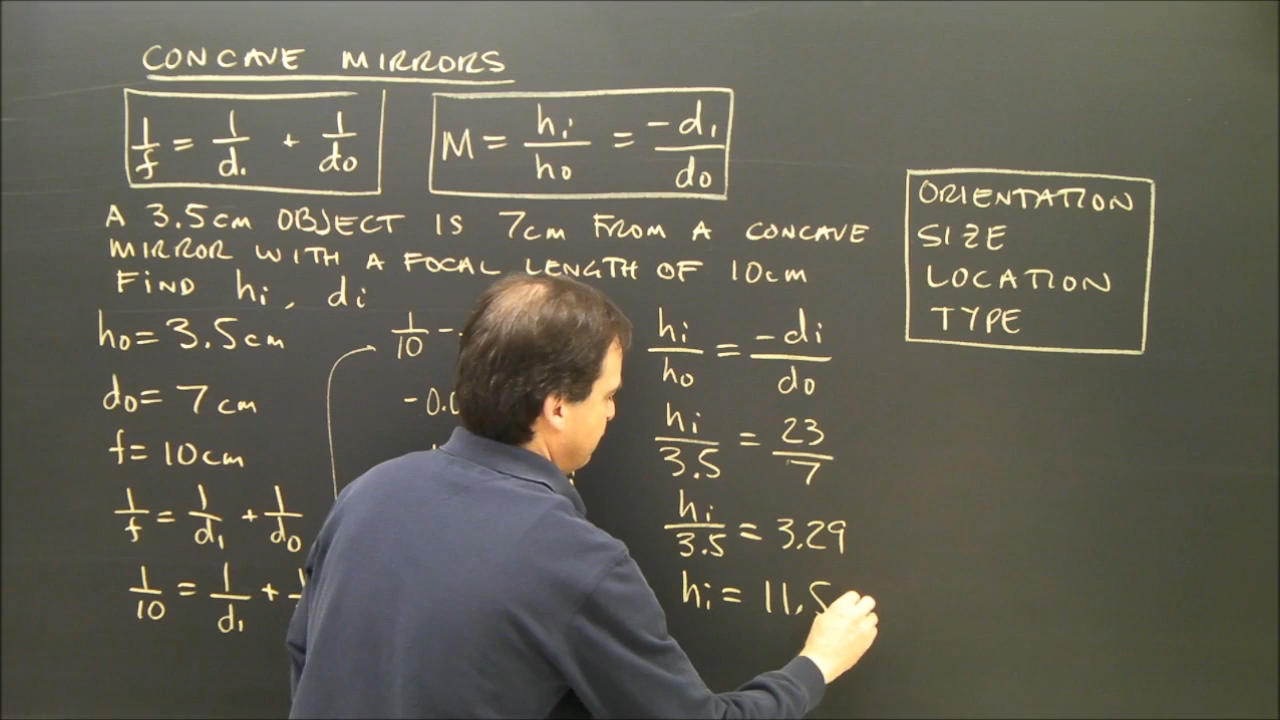 CONCAVE MIRRORS
1/f = 1/di + 1/do
M = hi/ho = -di/do
A 3.5cm OBJECT IS 7cm FROM A CONCAVE
MIRROR WITH A FOCAL LENGTH OF 10cm
FIND hi, di
ho = 3.5cm
do = 7cm
f = 10cm
1/f = 1/di + 1/do
1/10 = 1/di +
1/10 -
-0.0
hi/ho = -di/do
hi/3.5 = 23/7
hi/3.5 = 3.29
hi = 11.5
ORIENTATION
SIZE
LOCATION
TYPE